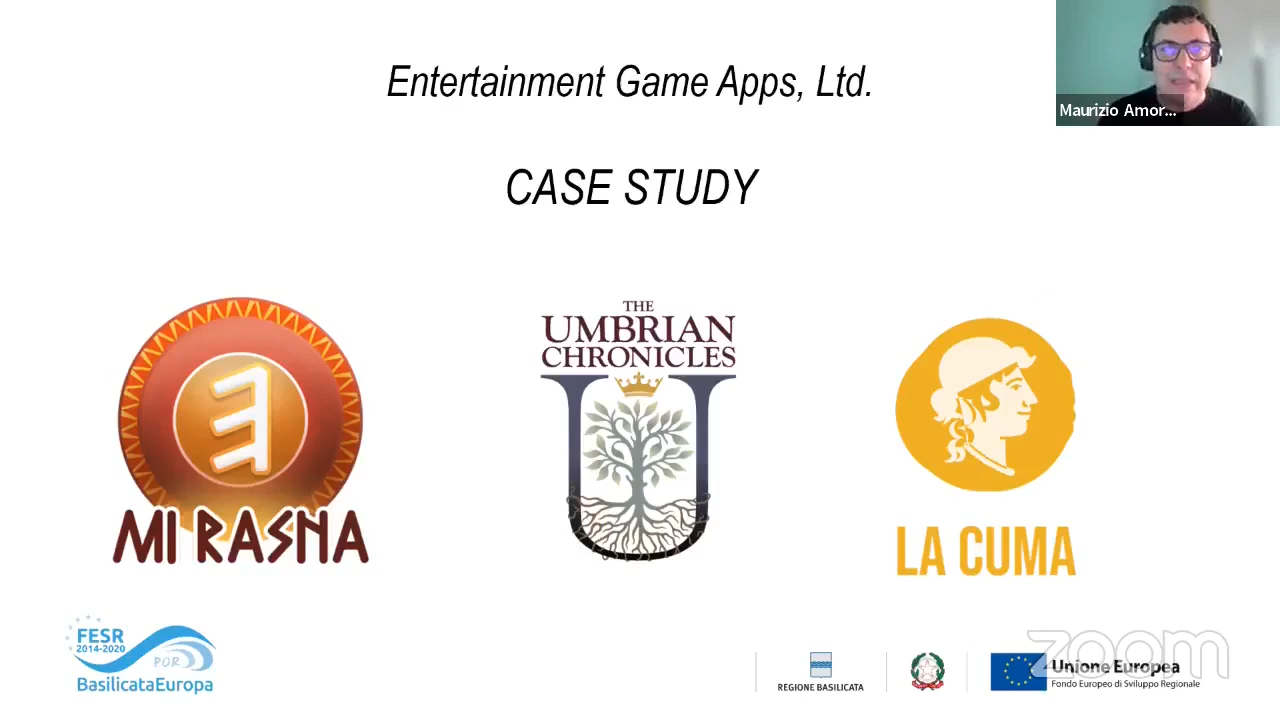 Entertainment Game Apps, Ltd.
Maurizio Amor...
CASE STUDY
THE
UMBRIAN
CHRONICLES
MI RASNA
LA CUMA
FESR
2014-2020
POR
BasilicataEuropa
REGIONE BASILICATA
zoom
Unione Europea
Fondo Europeo di Sviluppo Regionale